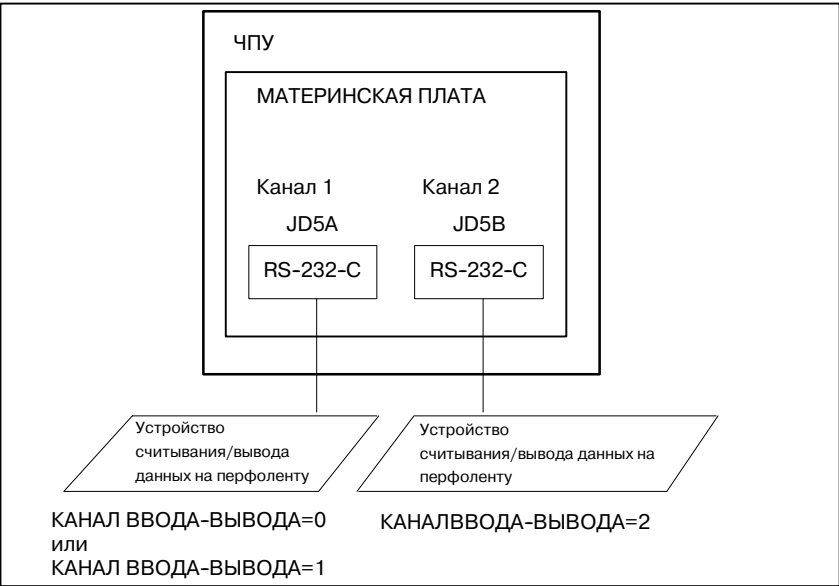 ЧПУ
МАТЕРИНСКАЯ ПЛАТА
Канал 1 Канал 2
JD5A JD5B
RS-232-C RS-232-C
Устройство
считывания/вывода
данных на перфоленту
Устройство
считывания/вывода данных на
перфоленту
КАНАЛ ВВОДА-ВЫВОДА=0
или
КАНАЛ ВВОДА-ВЫВОДА=1
КАНАЛВВОДА-ВЫВОДА=2